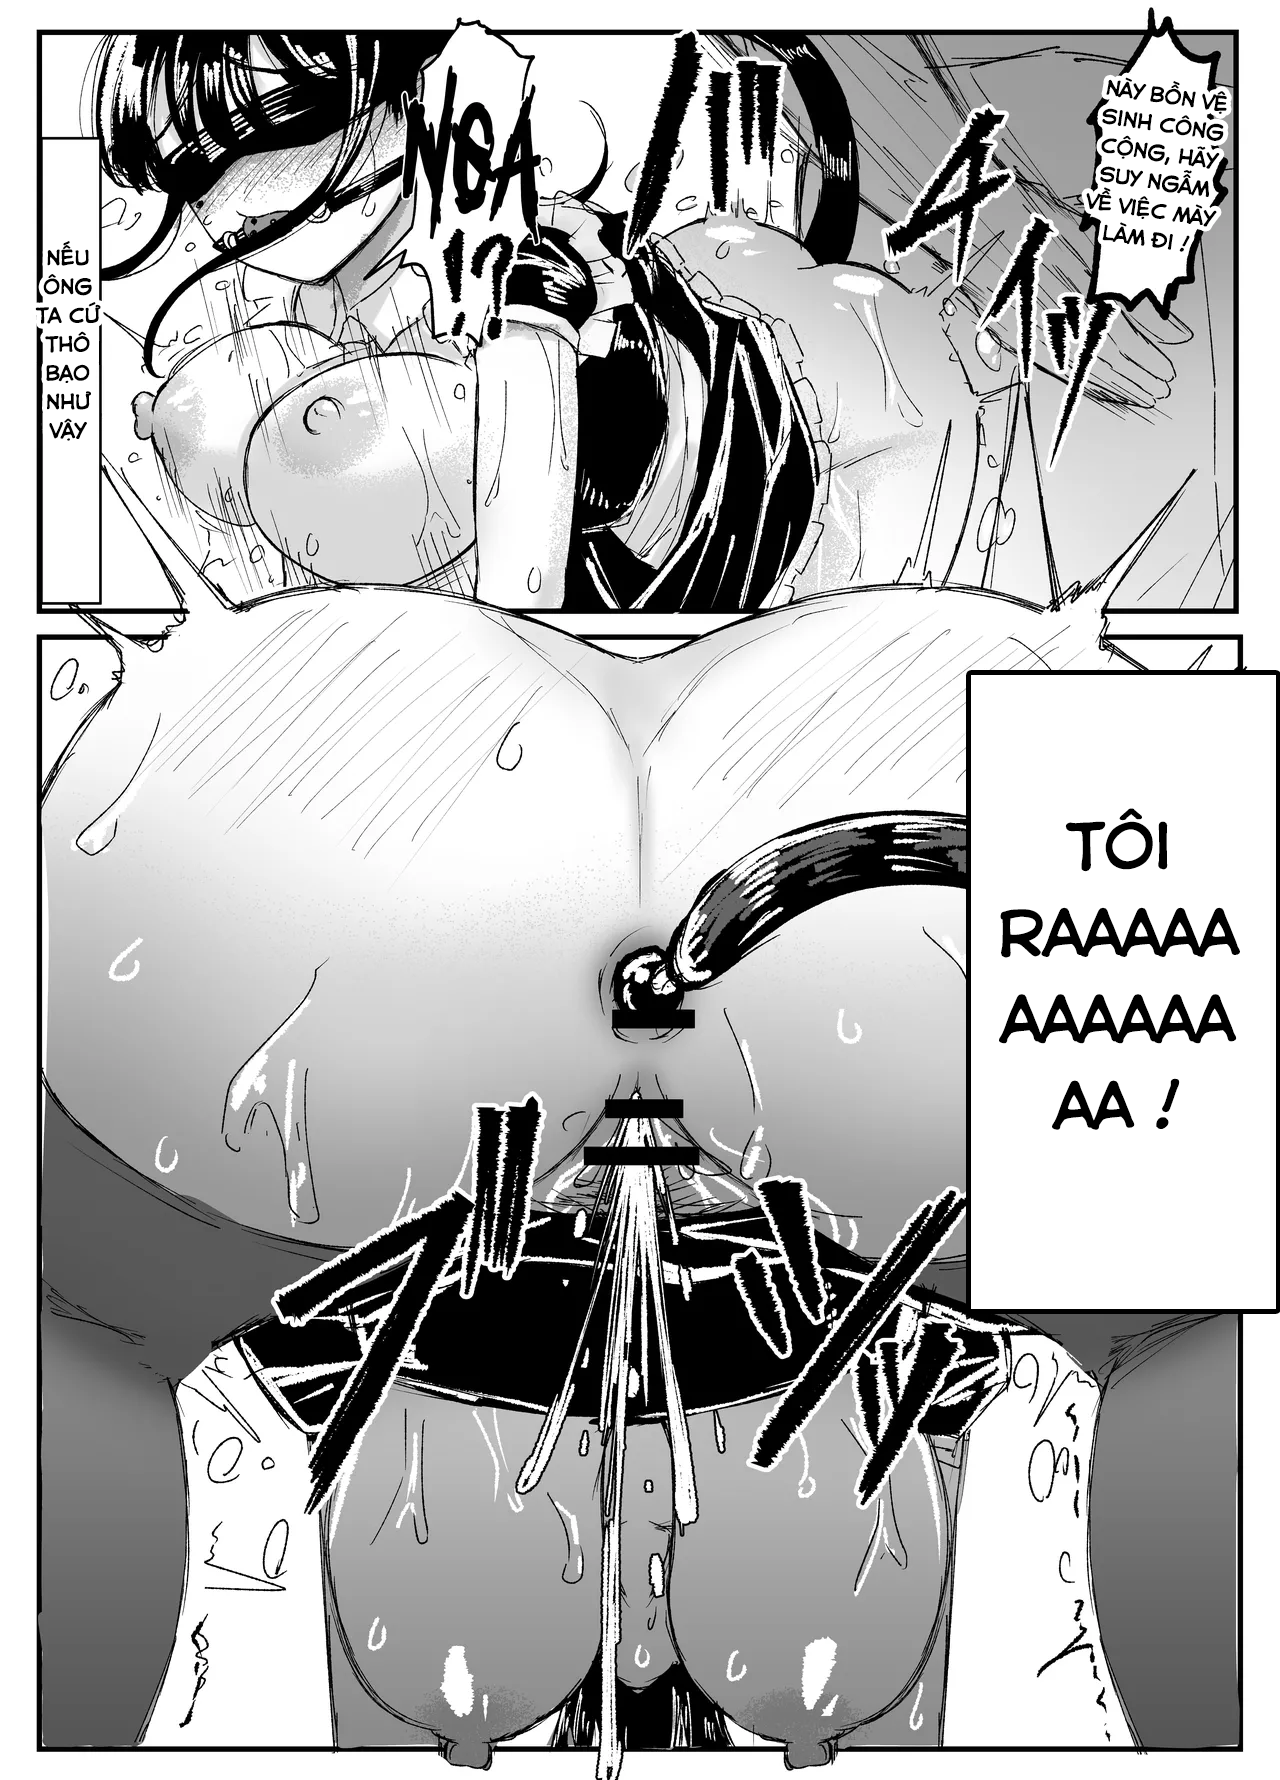 NÀY BỒN VỆ
SINH CÔNG
CỘNG, HÃY
SUY NGẪM
VỀ VIỆC MÀY
LÀM ĐI !
NGA
!?
NẾU
ÔNG
TA CỨ
THÔ
BẠO
NHƯ
VẬY
TÔI
RAAAAA
AAAAAA
AA !